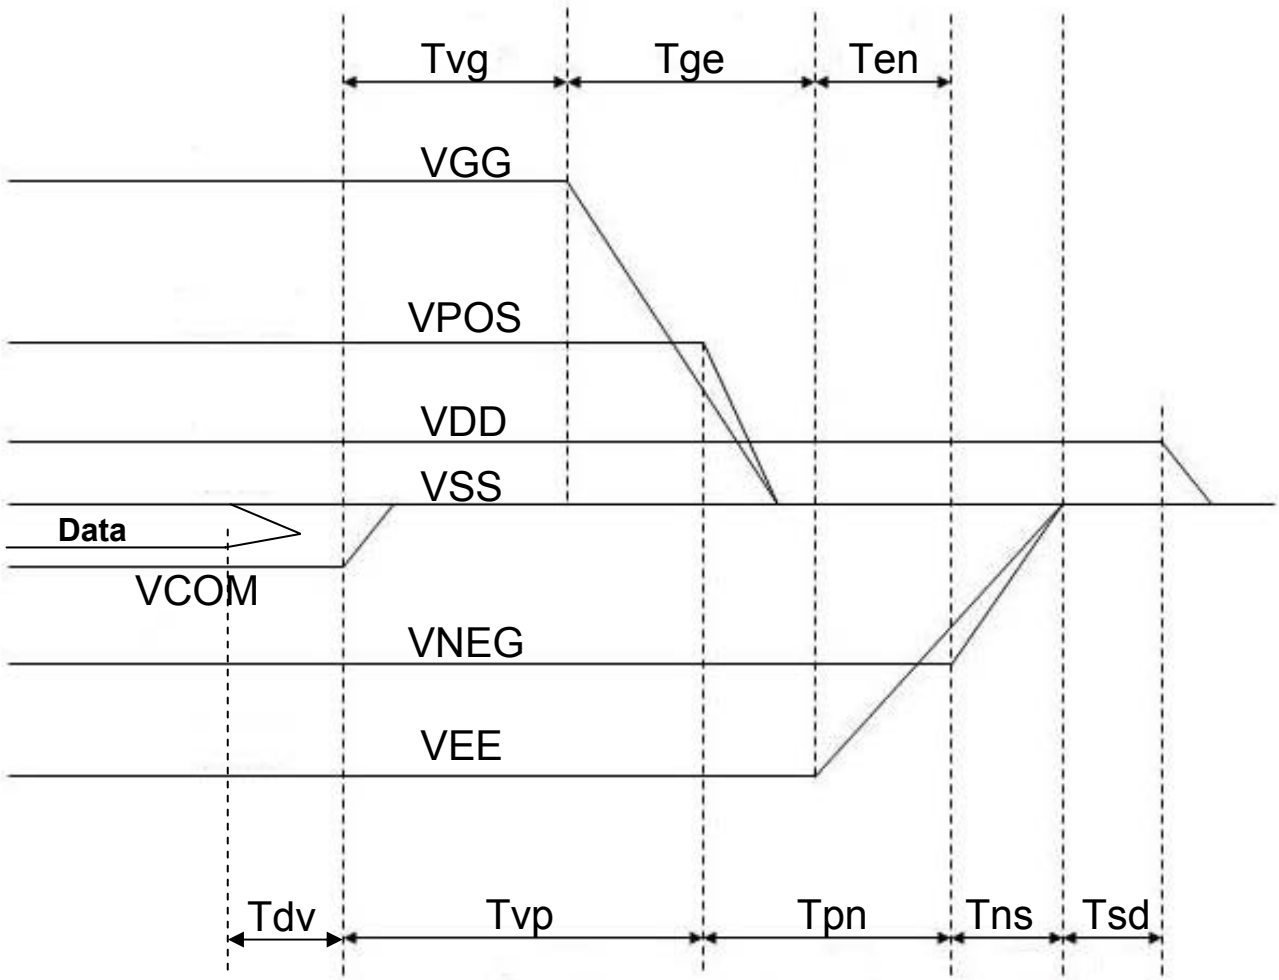 Tvg Tge Ten
VGG
VPOS
VDD
VSS
Data
VCOM
VNEG
VEE
Tdv Tvp Tpn Tns Tsd